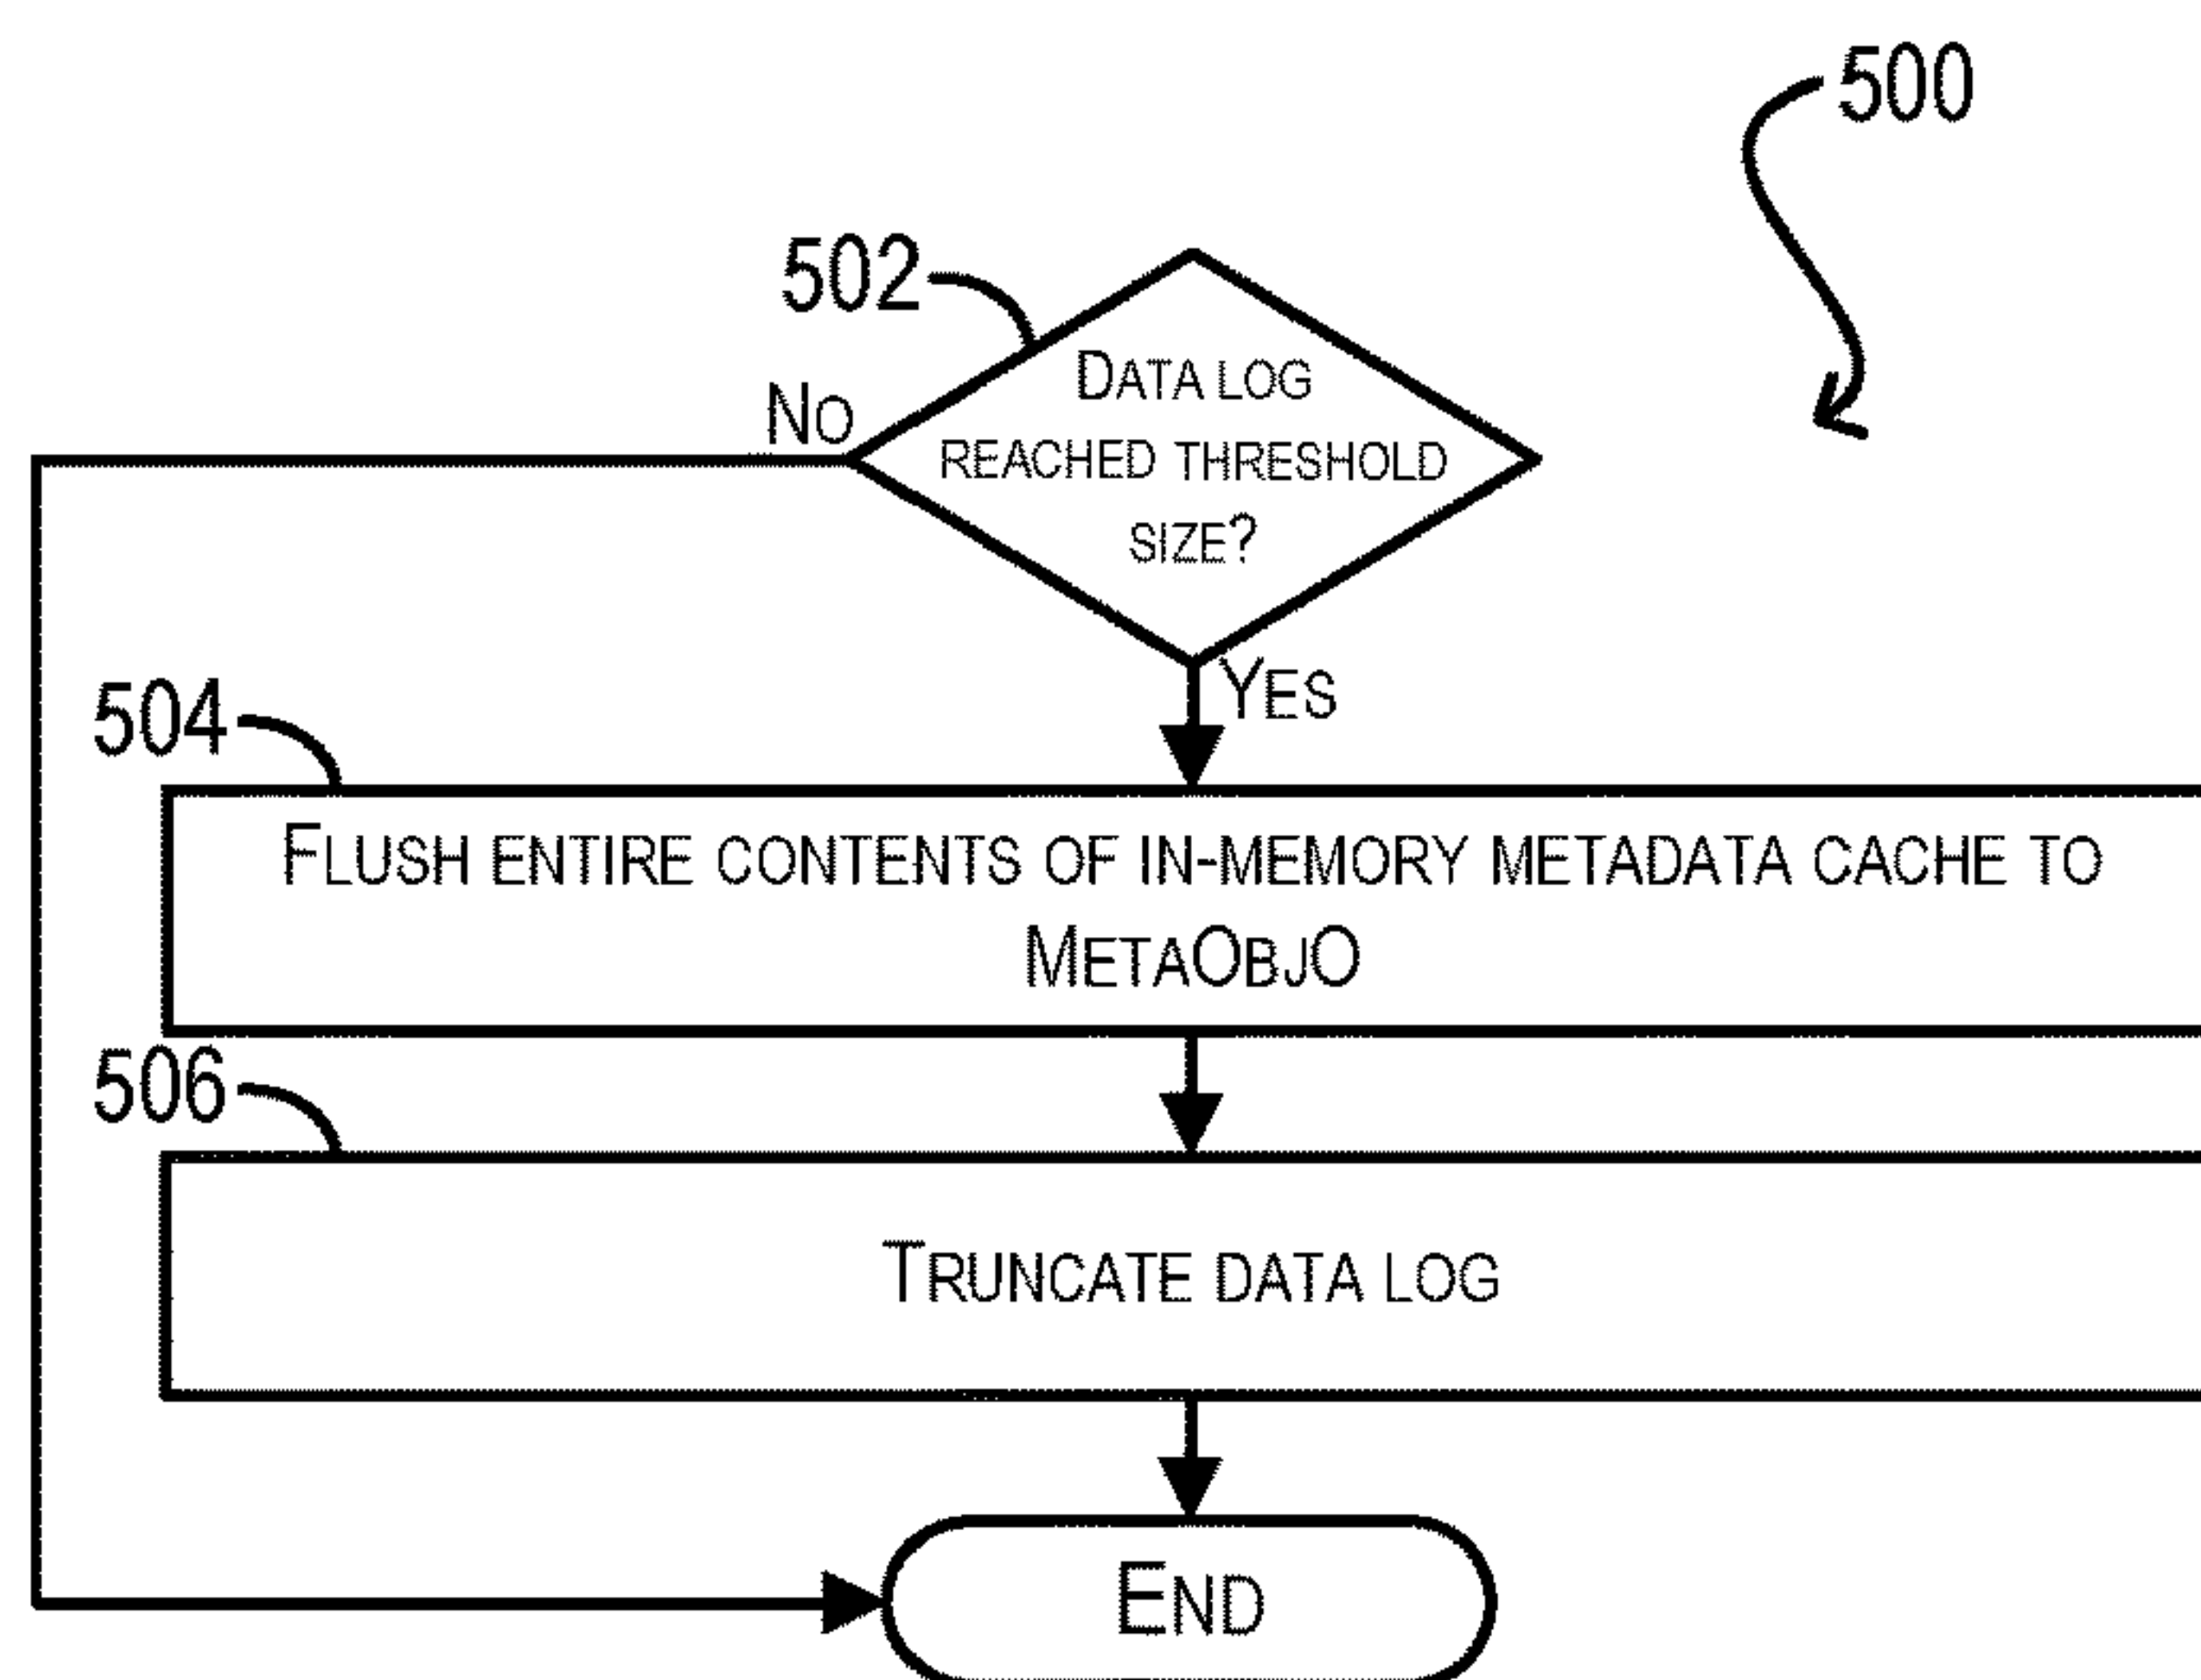 500
502
No
Data log
reached threshold
size?
Yes
504
Flush entire contents of in-memory metadata cache to
MetaObjO
506
Truncate data log
End